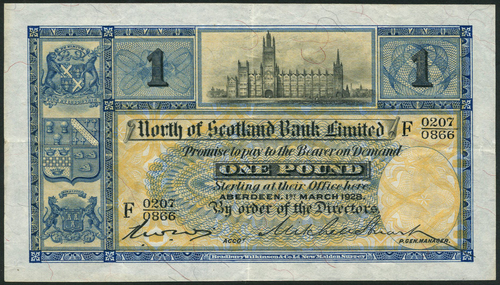 1 1
North of Scotland Bank Limited
F 0207/0866
Promise to pay to the Bearer on Demand
ONE POUND
Sterling at their Office here
ABERDEEN, 1ST MARCH 1928.
F 0207/0866
By order of the Directors
ACCOT
P. GEN. MANAGER.
Bradbury Wilkinson & Co. Ld. New Malden Surrey